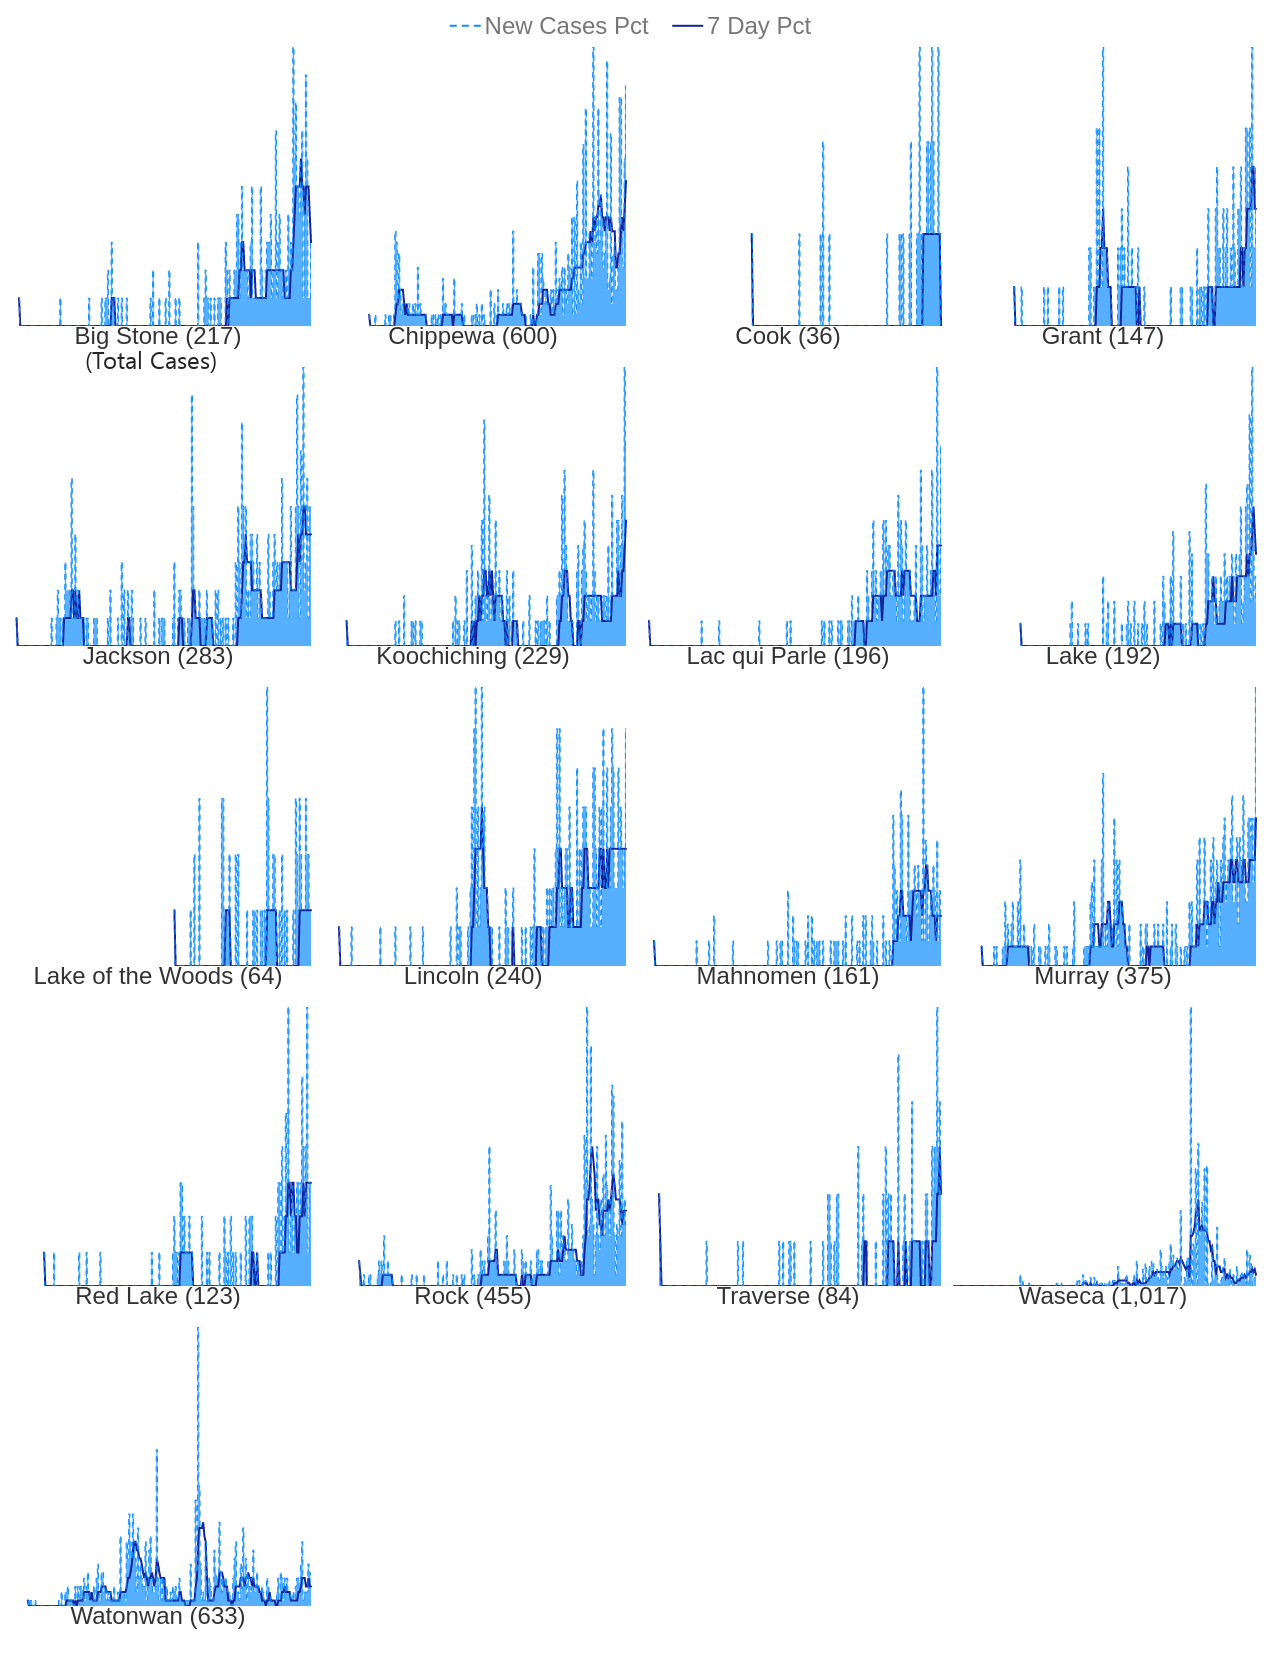 New Cases Pct 7 Day Pct
Big Stone (217) Chippewa (600) Cook (36) Grant (147)
(Total Cases)
Jackson (283) Koochiching (229) Lac qui Parle (196) Lake (192)
Lake of the Woods (64) Lincoln (240) Mahnomen (161) Murray (375)
Red Lake (123) Rock (455) Traverse (84) Waseca (1,017)
Watonwan (633)